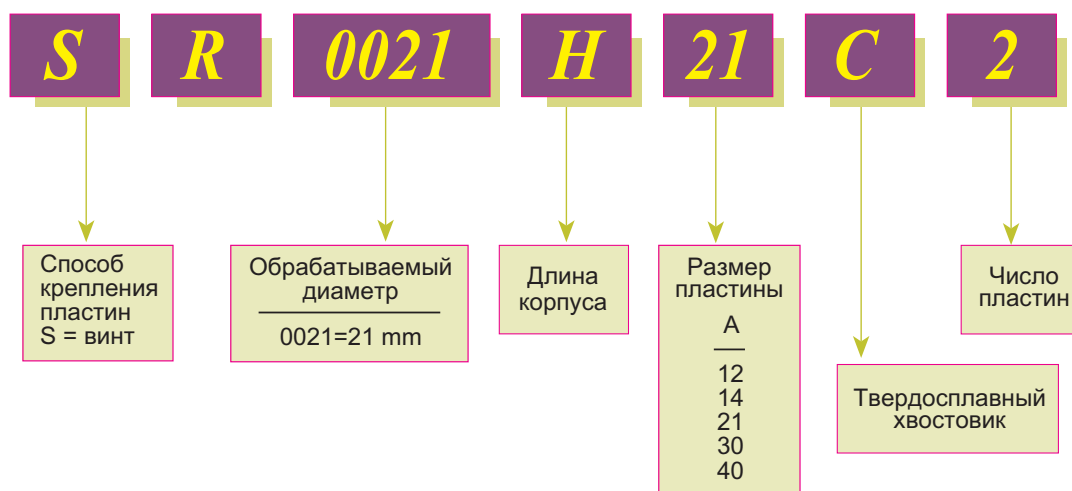 S R 0021 H 21 C 2
Способ
крепления
пластин
S = винт
Обрабатываемый
диаметр
0021=21 mm
Длина
корпуса
Размер
пластины
A
12
14
21
30
40
Твердосплавный
хвостовик
Число
пластин